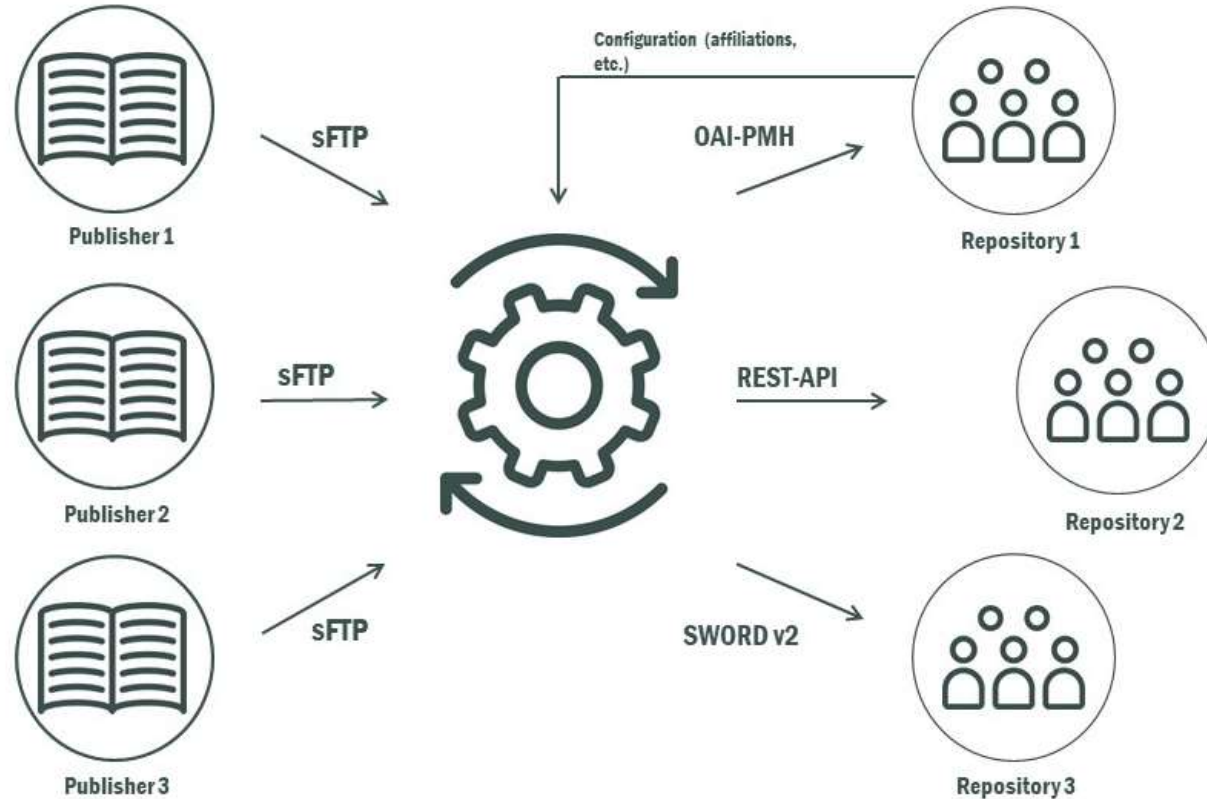 Configuration (affiliations,
etc.)
sFTP
OAI-PMH
Publisher 1
Repository 1
sFTP
REST-API
Publisher 2
Repository 2
sFTP
SWORD v2
Publisher 3
Repository 3